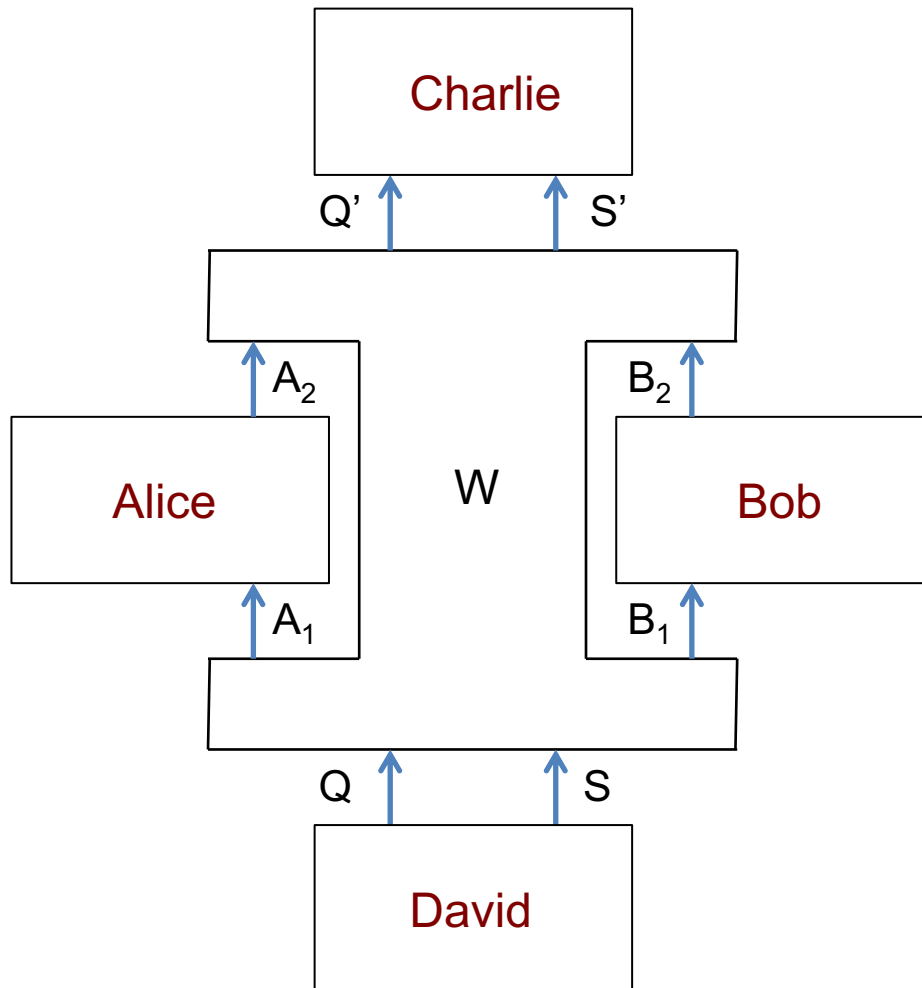 Charlie
Q’ S’
A₂ B₂
Alice W Bob
A₁ B₁
Q S
David